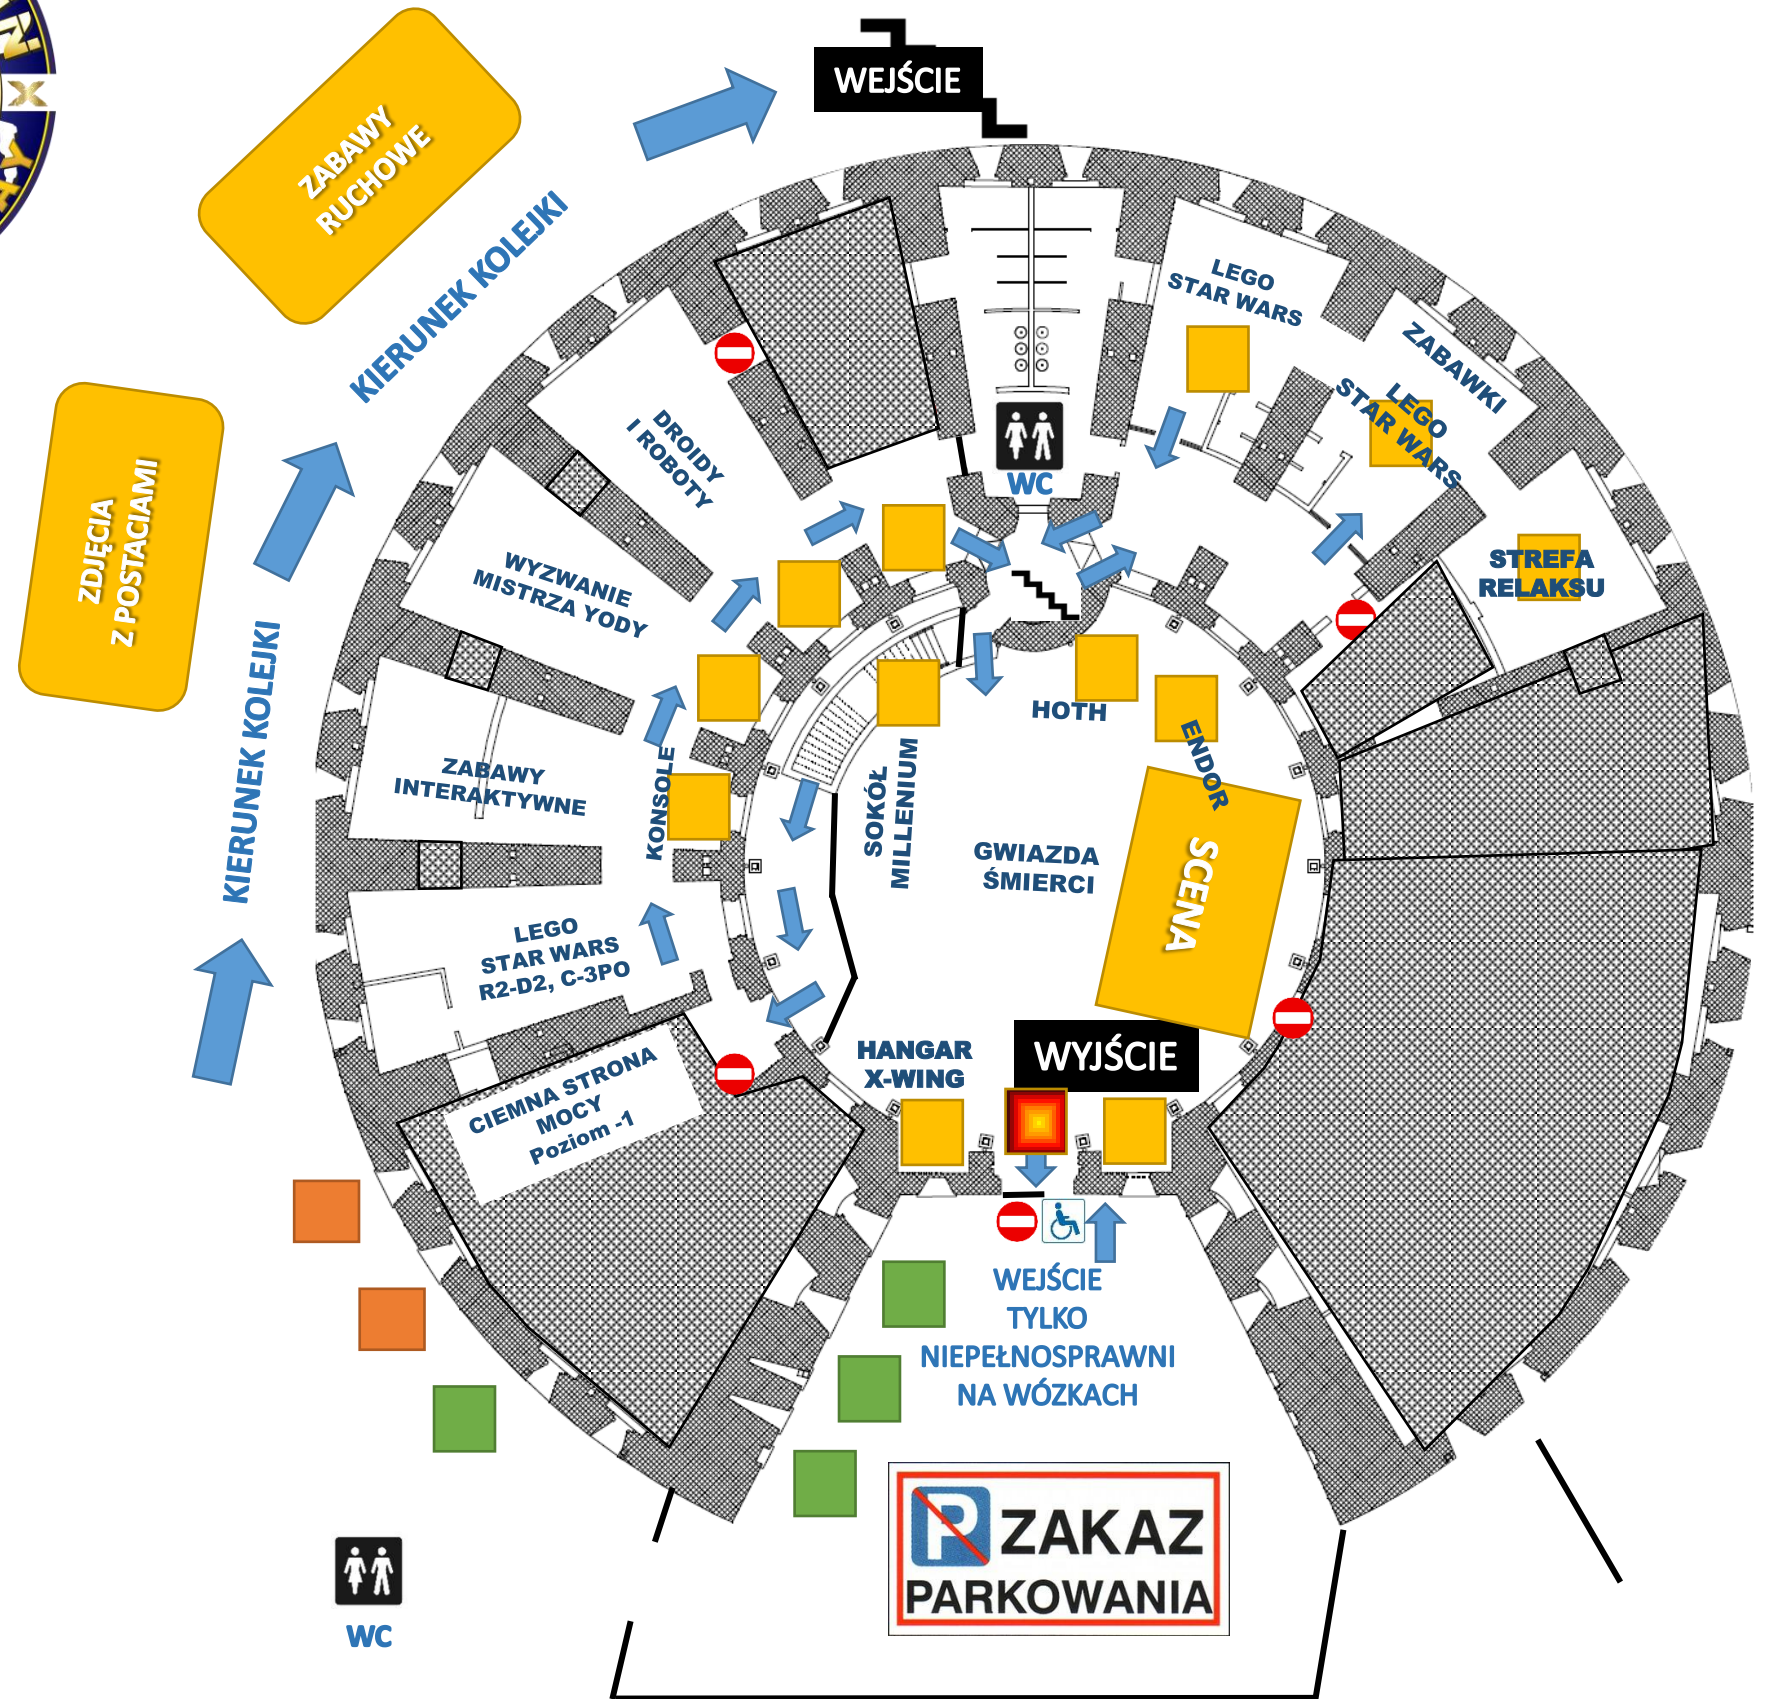 WEJŚCIE
ZABAWY
RUCHOWE
KIERUNEK KOLEJKI
ZDJĘCIA
Z POSTACIAMI
KIERUNEK KOLEJKI
LEGO
STAR WARS
ZABAWKI
LEGO
STAR WARS
STREFA
RELAKSU
WC
DROIDY
I ROBOTY
WYZWANIE
MISTRZA YODY
ZABAWY
INTERAKTYWNE
KONSOLE
LEGO
STAR WARS
R2-D2, C-3PO
CIEMNA STRONA
MOCY
Poziom -1
SOKÓŁ
MILLENIUM
HOTH
ENDOR
GWIAZDA
ŚMIERCI
SCENA
HANGAR
X-WING
WYJŚCIE
WEJŚCIE
TYLKO
NIEPEŁNOSPRAWNI
NA WÓZKACH
P ZAKAZ
PARKOWANIA
WC